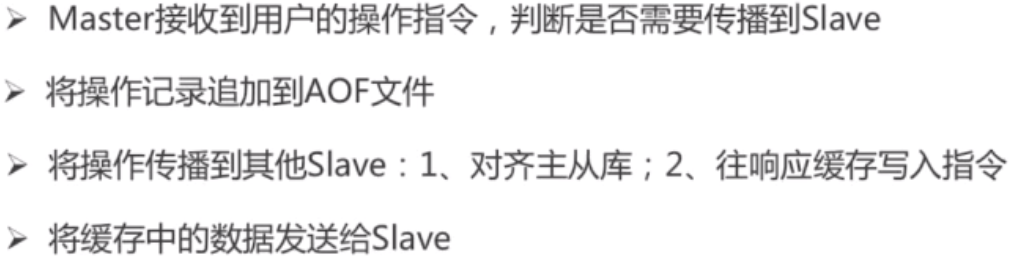 ➢ Master接收到用户的操作指令，判断是否需要传播到Slave
➢ 将操作记录追加到AOF文件
➢ 将操作传播到其他Slave：1、对齐主从库；2、往响应缓存写入指令
➢ 将缓存中的数据发送给Slave